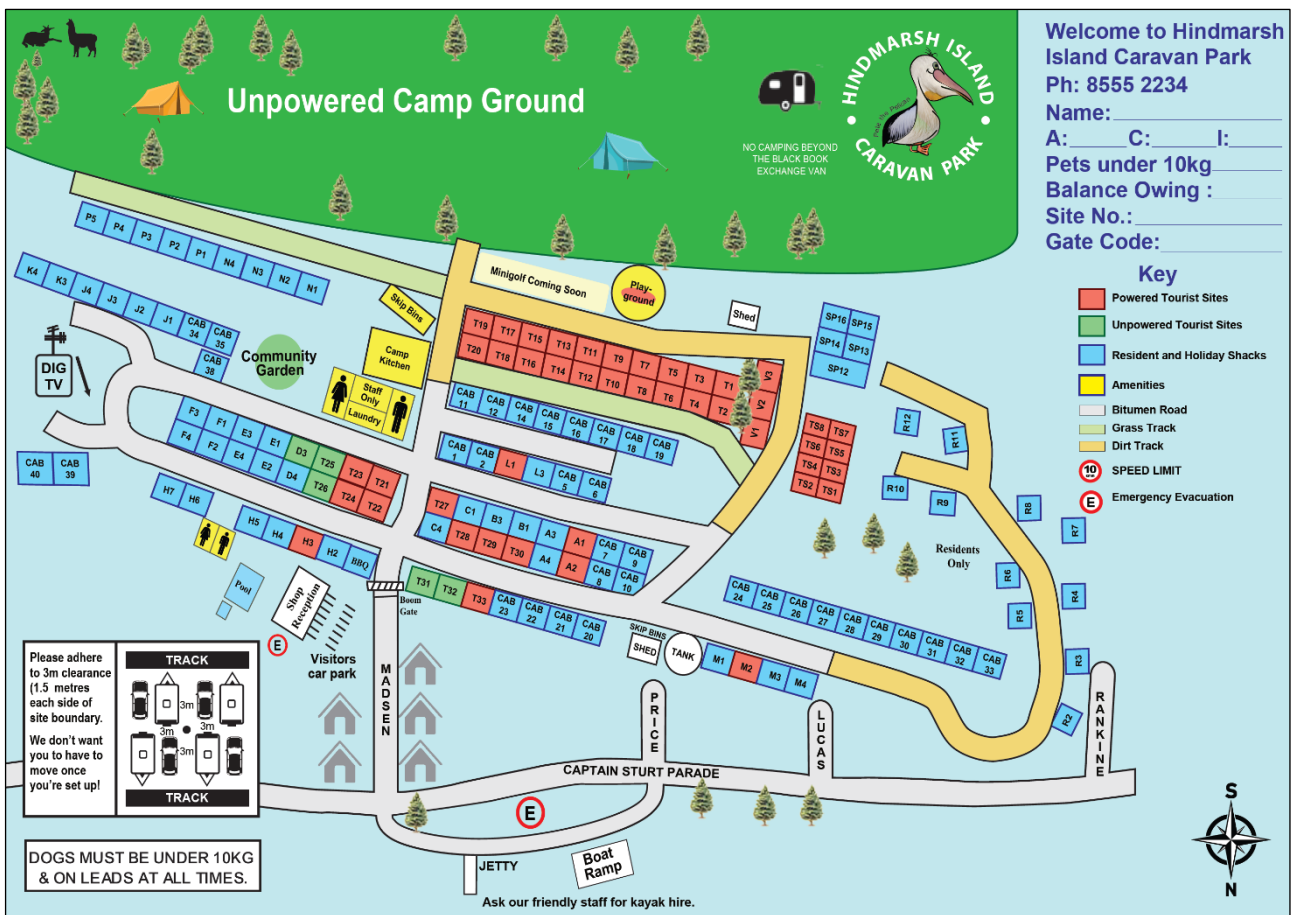 Unpowered Camp Ground
NO CAMPING BEYOND
THE BLACK BOOK
EXCHANGE VAN
HINDMARSH ISLAND
CARAVAN PARK
Welcome to Hindmarsh
Island Caravan Park
Ph: 8555 2234
Name:
A: C: I:
Pets under 10kg
Balance Owing :
Site No.:
Gate Code:
Key
Powered Tourist Sites
Unpowered Tourist Sites
Resident and Holiday Shacks
Amenities
Bitumen Road
Grass Track
Dirt Track
10
SPEED LIMIT
E
Emergency Evacuation
P5 P4 P3 P2 P1 N4 N3 N2 N1
K4 K3 J4 J3 J2 J1 CAB 34 CAB 35
CAB 38
DIG
TV
Community
Garden
Skip Bins
Camp
Kitchen
Staff
Only
Laundry
Minigolf Coming Soon
Play-
ground
Shed
T19 T17 T15 T13 T11 T9 T7 T5 T3 T1 V3
T20 T18 T16 T14 T12 T10 T8 T6 T4 T2 V2
V1
CAB 11 CAB 12 CAB 14 CAB 15 CAB 16 CAB 17 CAB 18 CAB 19
CAB 1 CAB 2 L1 L3 CAB 5 CAB 6
SP16 SP15
SP14 SP13
SP12
TS8 TS7
TS6 TS5
TS4 TS3
TS2 TS1
R12 R11
R10 R9
R8
R7
R6
R5
R4
R3
R2
Residents
Only
F3 F1 E3 E1 D3 T25 T23 T21
F4 F2 E4 E2 D4 T26 T24 T22
CAB 40 CAB 39
H7 H6
H5 H4 H3 H2 BBQ
T27 C1 B3 B1 A3 A1 CAB 7 CAB 9
C4 T28 T29 T30 A4 A2 CAB 8 CAB 10
T31 T32 T33 CAB 23 CAB 22 CAB 21 CAB 20
CAB 24 CAB 25 CAB 26 CAB 27 CAB 28 CAB 29 CAB 30 CAB 31 CAB 32 CAB 33
Pool
Shop
Reception
E
Visitors
car park
Boom
Gate
SKIP BINS
SHED
TANK
M1 M2 M3 M4
MADSEN
PRICE
LUCAS
RANKINE
CAPTAIN STURT PARADE
E
JETTY
Boat
Ramp
Ask our friendly staff for kayak hire.
Please adhere
to 3m clearance
(1.5 metres
each side of
site boundary.
We don't want
you to have to
move once
you're set up!
TRACK
3m
3m 3m
3m
TRACK
DOGS MUST BE UNDER 10KG
& ON LEADS AT ALL TIMES.
S
N